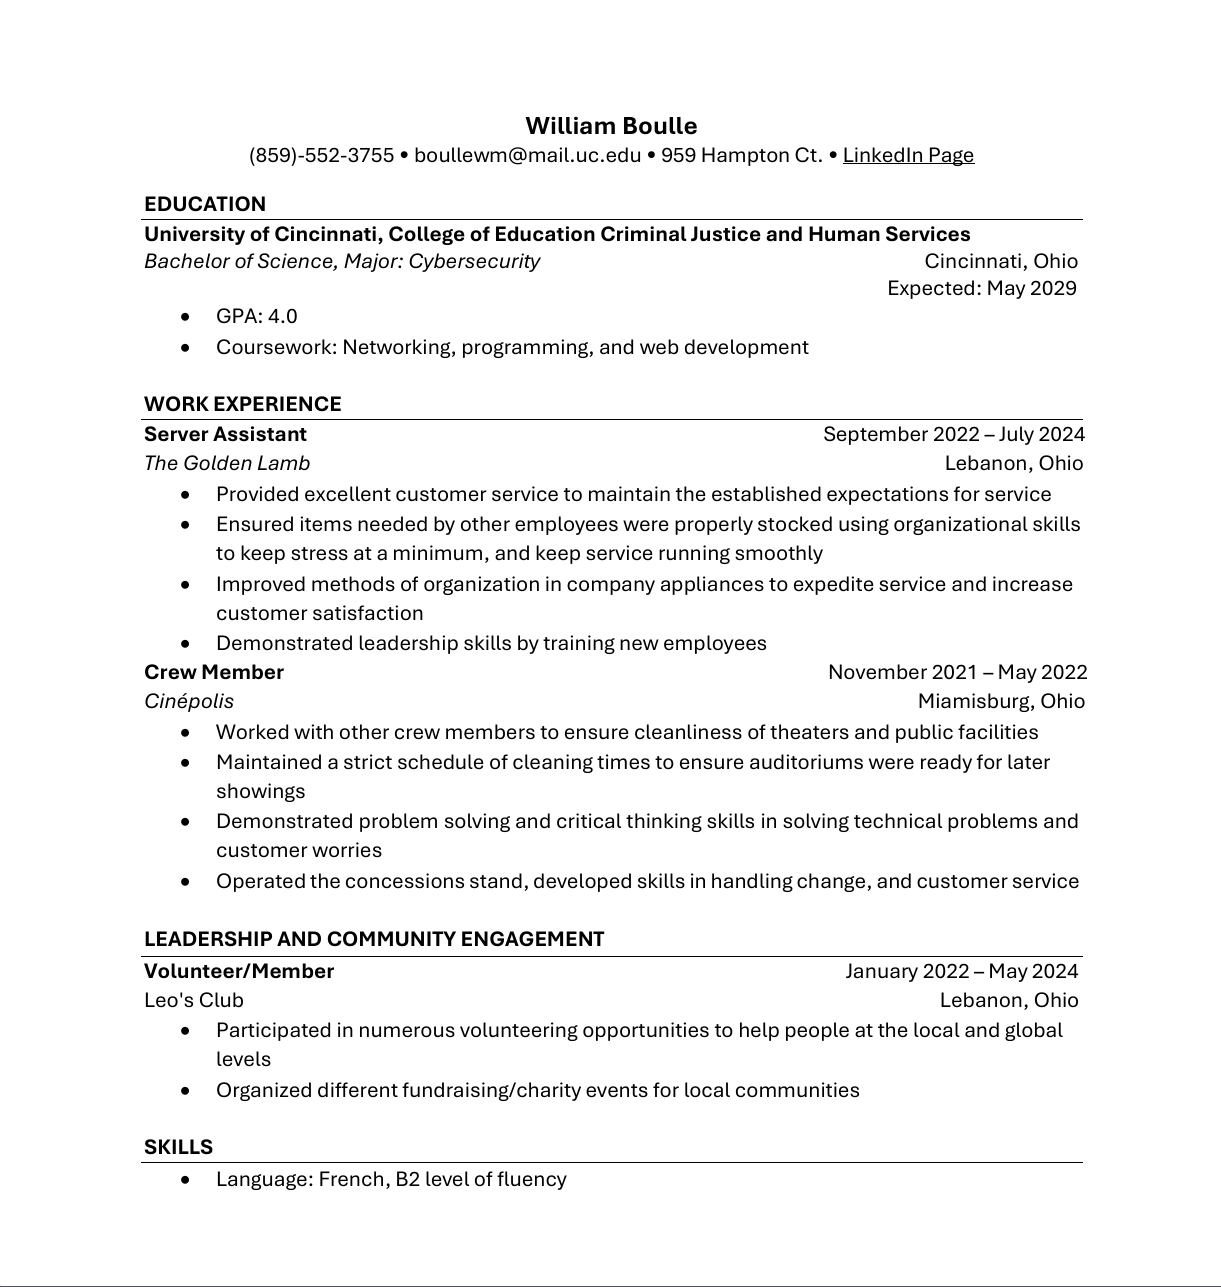 William Boulle
(859)-552-3755 • boullewm@mail.uc.edu • 959 Hampton Ct. • LinkedIn Page
EDUCATION
University of Cincinnati, College of Education Criminal Justice and Human Services
Bachelor of Science, Major: Cybersecurity Cincinnati, Ohio
Expected: May 2029
• GPA: 4.0
• Coursework: Networking, programming, and web development
WORK EXPERIENCE
Server Assistant September 2022 – July 2024
The Golden Lamb Lebanon, Ohio
• Provided excellent customer service to maintain the established expectations for service
• Ensured items needed by other employees were properly stocked using organizational skills
to keep stress at a minimum, and keep service running smoothly
• Improved methods of organization in company appliances to expedite service and increase
customer satisfaction
• Demonstrated leadership skills by training new employees
Crew Member November 2021 – May 2022
Cinépolis Miamisburg, Ohio
• Worked with other crew members to ensure cleanliness of theaters and public facilities
• Maintained a strict schedule of cleaning times to ensure auditoriums were ready for later
showings
• Demonstrated problem solving and critical thinking skills in solving technical problems and
customer worries
• Operated the concessions stand, developed skills in handling change, and customer service
LEADERSHIP AND COMMUNITY ENGAGEMENT
Volunteer/Member January 2022 – May 2024
Leo's Club Lebanon, Ohio
• Participated in numerous volunteering opportunities to help people at the local and global
levels
• Organized different fundraising/charity events for local communities
SKILLS
• Language: French, B2 level of fluency